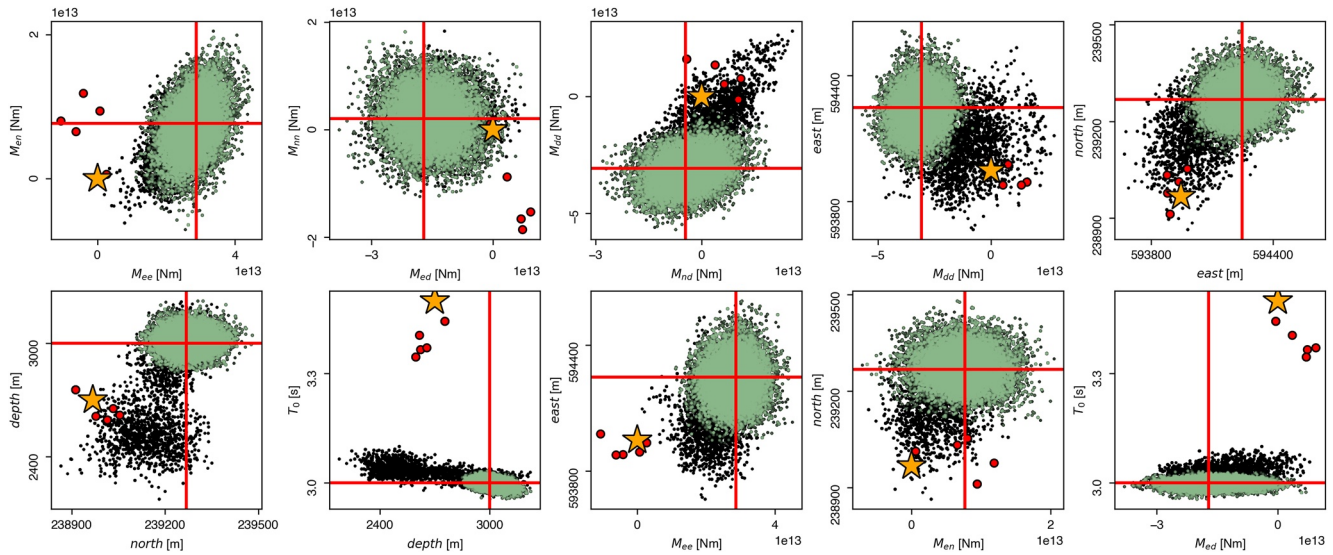 1e13 1e13
2 0
M_en [Nm]
0 4
M_ee [Nm] 1e13
2 0 −2
M_nn [Nm]
−3 0
M_ed [Nm] 1e13
1e13
0 −5
M_dd [Nm]
−3 0
M_nd [Nm] 1e13
594400 593800
east [m]
−5 0
M_dd [Nm] 1e13
239500 239200 238900
north [m]
593800 594400
east [m]
3000 2400
depth [m]
238900 239200 239500
north [m]
3.3 3.0
T_0 [s]
2400 3000
depth [m]
594400 593800
east [m]
0 4
M_ee [Nm] 1e13
239500 239200 238900
north [m]
0 2
M_en [Nm] 1e13
3.3 3.0
T_0 [s]
−3 0
M_ed [Nm] 1e13